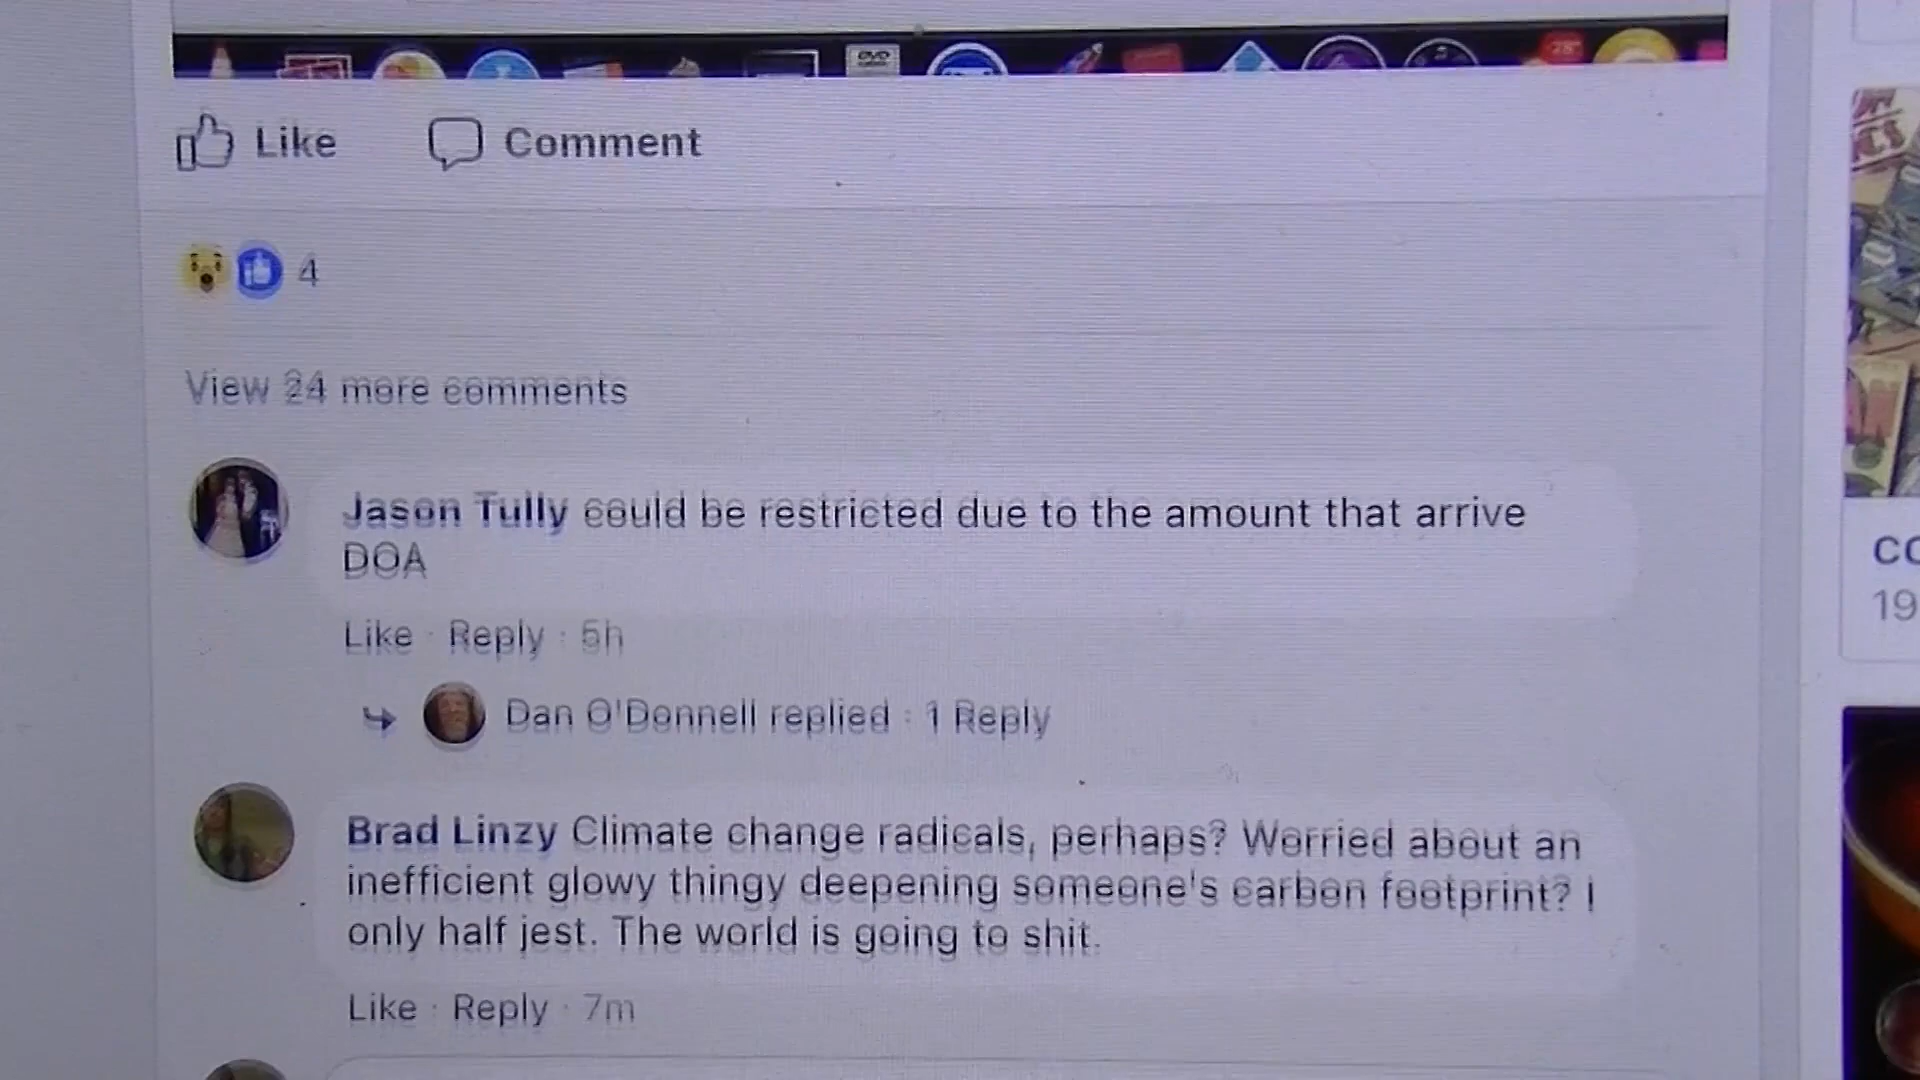 DVD
Like
Comment
4
View 24 more comments
Jason Tully could be restricted due to the amount that arrive
DOA
Like · Reply · 5h
Dan O'Donnell replied · 1 Reply
Brad Linzy Climate change radicals, perhaps? Worried about an
inefficient glowy thingy deepening someone's carbon footprint? I
only half jest. The world is going to shit.
Like · Reply · 7m
CO
19